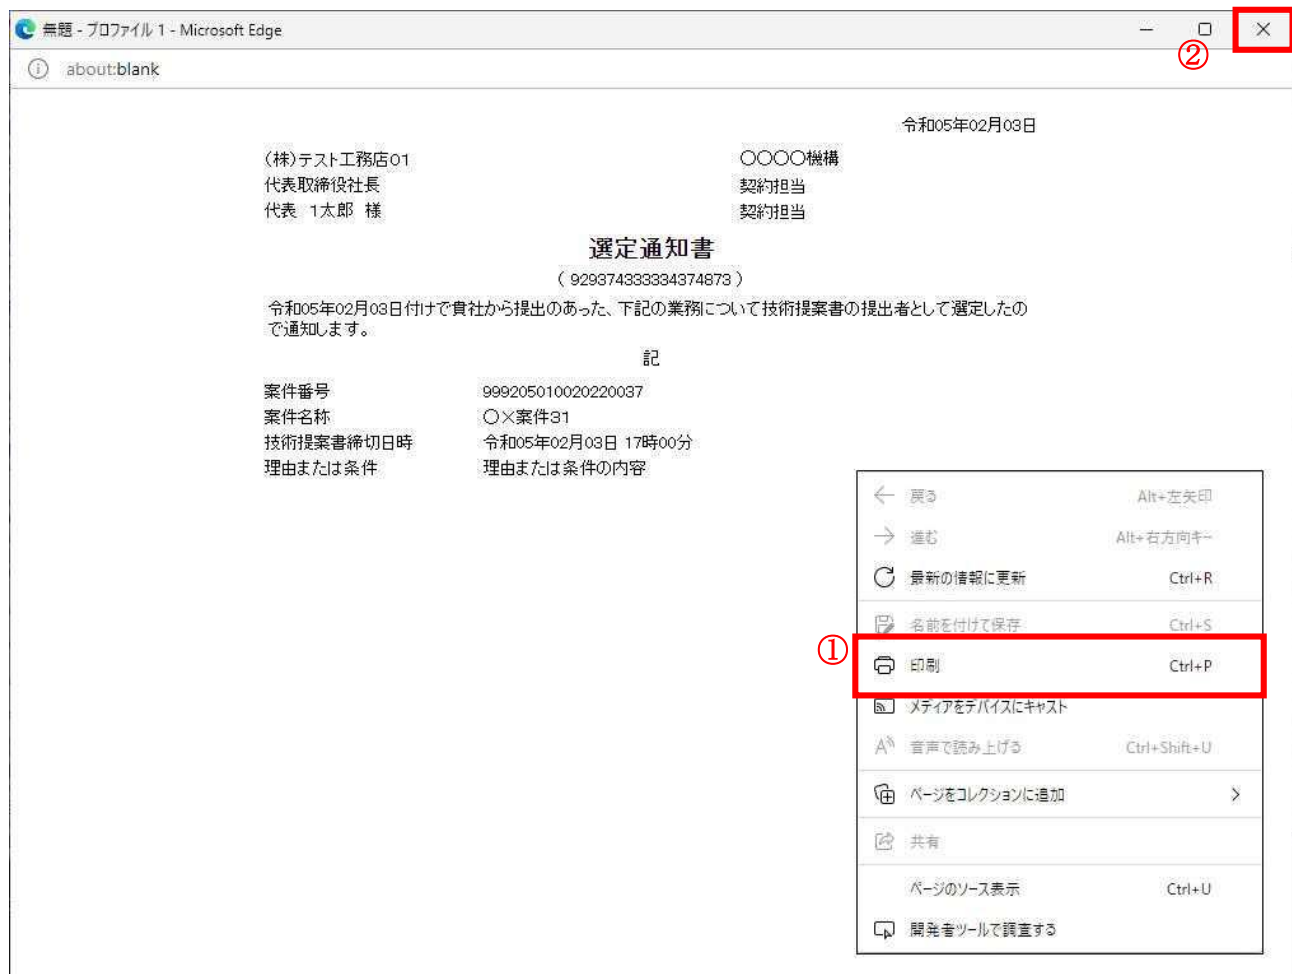 無題 - プロファイル 1 - Microsoft Edge
②
about:blank
令和05年02月03日
(株)テスト工務店01
〇〇〇〇機構
代表取締役社長
契約担当
代表 1太郎 様
契約担当
選定通知書
( 929374333334374873 )
令和05年02月03日付けで貴社から提出のあった、下記の業務について技術提案書の提出者として選定したの
で通知します。
記
案件番号 999205010020220037
案件名称 〇×案件31
技術提案書締切日時 令和05年02月03日 17時00分
理由または条件 理由または条件の内容
戻る Alt+左矢印
進む Alt+右方向キー
最新の情報に更新 Ctrl+R
名前を付けて保存 Ctrl+S
①
印刷 Ctrl+P
メディアをデバイスにキャスト
音声で読み上げる Ctrl+Shift+U
ページをコレクションに追加
共有
ページのソース表示 Ctrl+U
開発者ツールで調査する